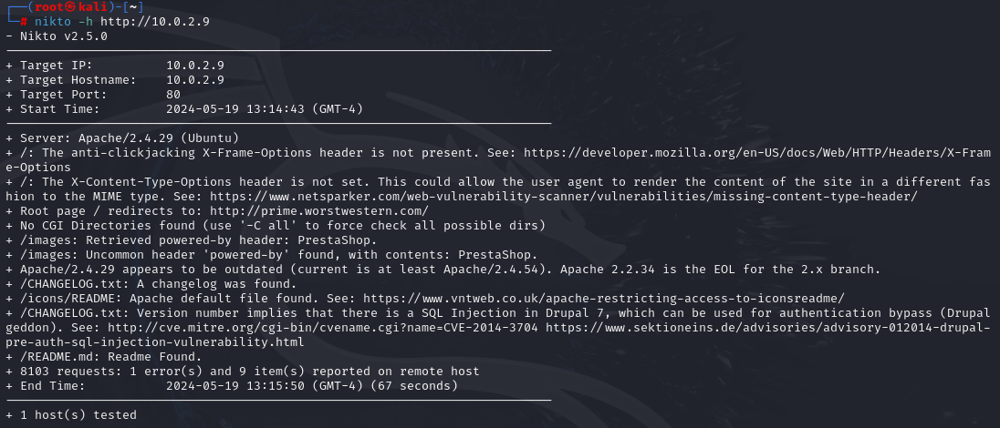 ┌──(root㉿kali)-[~]
└─# nikto -h http://10.0.2.9
- Nikto v2.5.0
---------------------------------------------------------------------------
+ Target IP:          10.0.2.9
+ Target Hostname:    10.0.2.9
+ Target Port:        80
+ Start Time:         2024-05-19 13:14:43 (GMT-4)
---------------------------------------------------------------------------
+ Server: Apache/2.4.29 (Ubuntu)
+ /: The anti-clickjacking X-Frame-Options header is not present. See: https://developer.mozilla.org/en-US/docs/Web/HTTP/Headers/X-Fram
e-Options
+ /: The X-Content-Type-Options header is not set. This could allow the user agent to render the content of the site in a different fas
hion to the MIME type. See: https://www.netsparker.com/web-vulnerability-scanner/vulnerabilities/missing-content-type-header/
+ Root page / redirects to: http://prime.worstwestern.com/
+ No CGI Directories found (use '-C all' to force check all possible dirs)
+ /images: Retrieved powered-by header: PrestaShop.
+ /images: Uncommon header 'powered-by' found, with contents: PrestaShop.
+ Apache/2.4.29 appears to be outdated (current is at least Apache/2.4.54). Apache 2.2.34 is the EOL for the 2.x branch.
+ /CHANGELOG.txt: A changelog was found.
+ /icons/README: Apache default file found. See: https://www.vntweb.co.uk/apache-restricting-access-to-iconsreadme/
+ /CHANGELOG.txt: Version number implies that there is a SQL Injection in Drupal 7, which can be used for authentication bypass (Drupal
geddon). See: http://cve.mitre.org/cgi-bin/cvename.cgi?name=CVE-2014-3704 https://www.sektioneins.de/advisories/advisory-012014-drupal-
pre-auth-sql-injection-vulnerability.html
+ /README.md: Readme Found.
+ 8103 requests: 1 error(s) and 9 item(s) reported on remote host
+ End Time:           2024-05-19 13:15:50 (GMT-4) (67 seconds)
---------------------------------------------------------------------------
+ 1 host(s) tested